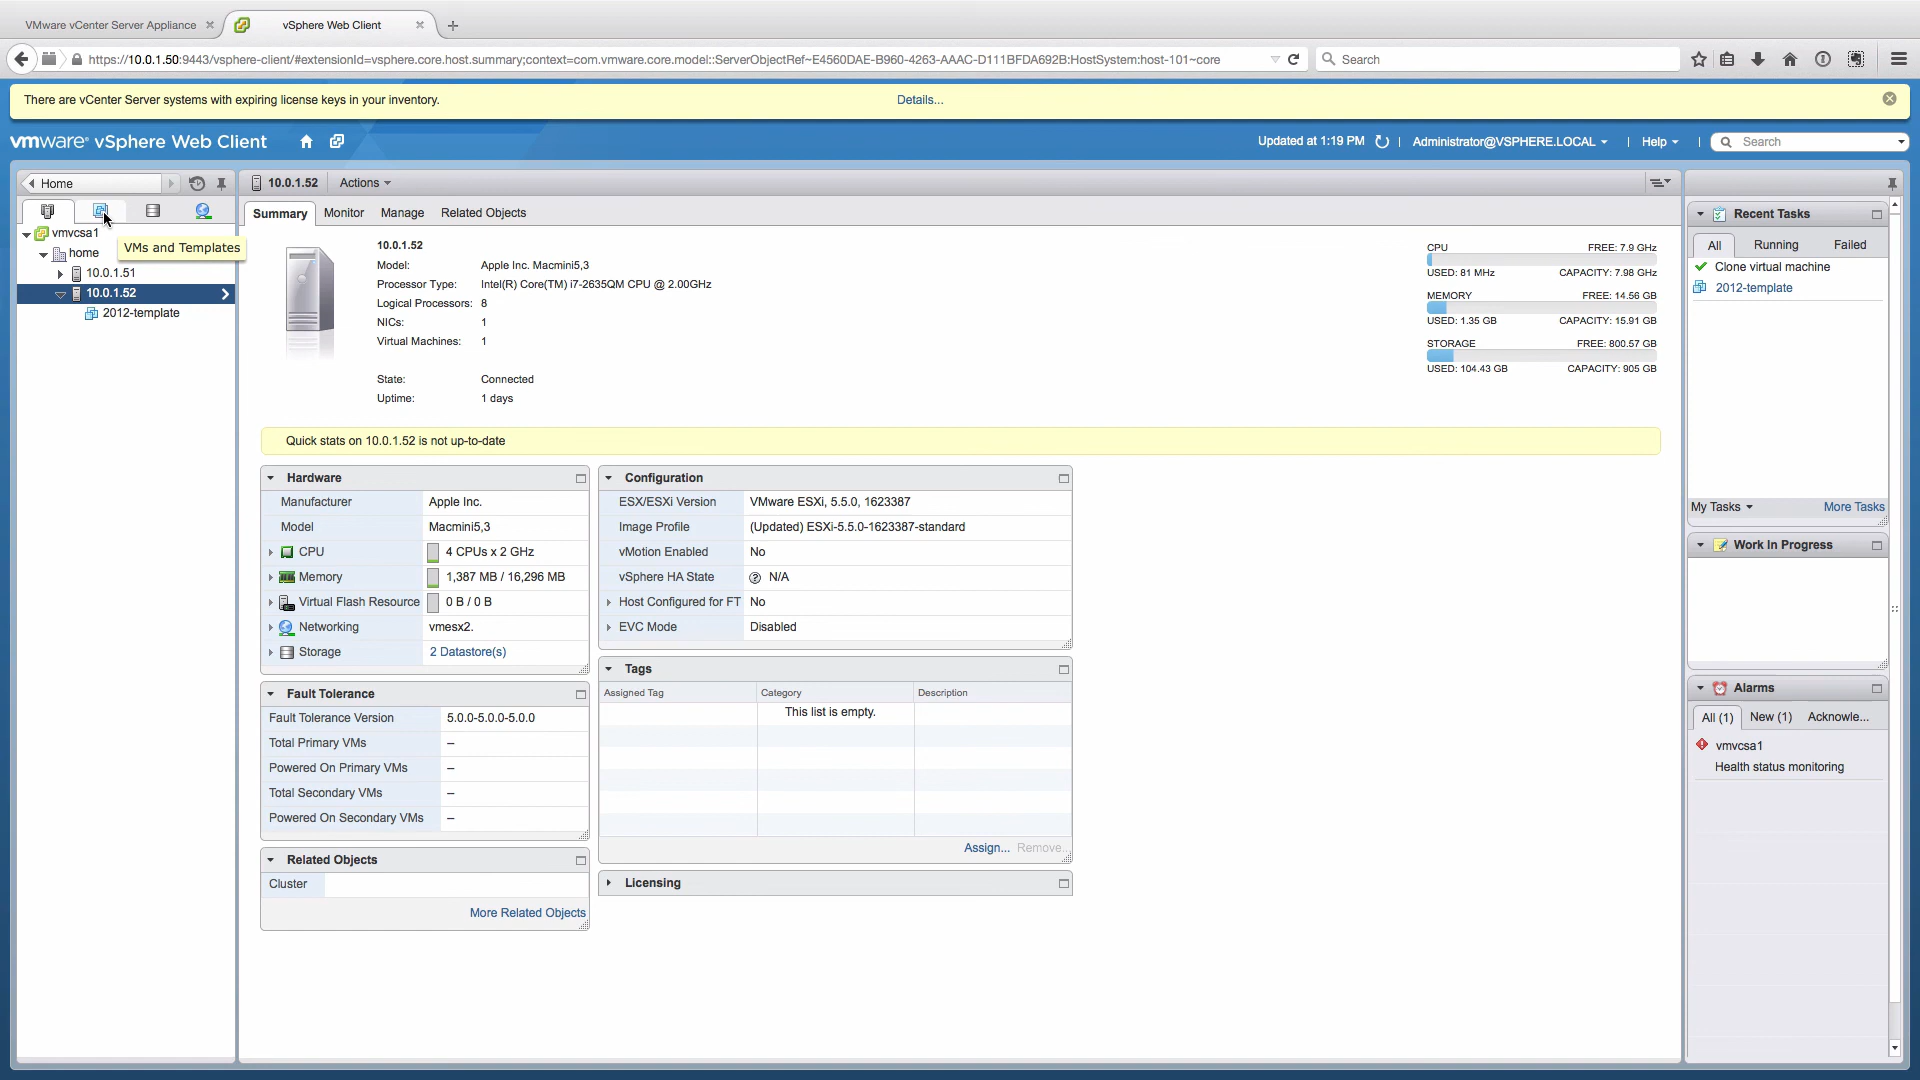 VMware vCenter Server Appliance
vSphere Web Client
https://10.0.1.50:9443/vsphere-client/#extensionId=vsphere.core.host.summary;context=com.vmware.core.model::ServerObjectRef~E4560DAE-B960-4263-AAAC-D111BFDA692B:HostSystem:host-101~core
Search
There are vCenter Server systems with expiring license keys in your inventory.
Details...
vmware® vSphere Web Client
Updated at 1:19 PM
Administrator@VSPHERE.LOCAL
Help
Search
Home
vmvcsa1
VMs and Templates
home
10.0.1.51
10.0.1.52
2012-template
10.0.1.52
Actions
Summary
Monitor
Manage
Related Objects
10.0.1.52
Model: Apple Inc. Macmini5,3
Processor Type: Intel(R) Core(TM) i7-2635QM CPU @ 2.00GHz
Logical Processors: 8
NICs: 1
Virtual Machines: 1
State: Connected
Uptime: 1 days
CPU FREE: 7.9 GHz
USED: 81 MHz CAPACITY: 7.98 GHz
MEMORY FREE: 14.56 GB
USED: 1.35 GB CAPACITY: 15.91 GB
STORAGE FREE: 800.57 GB
USED: 104.43 GB CAPACITY: 905 GB
Quick stats on 10.0.1.52 is not up-to-date
Hardware
Manufacturer Apple Inc.
Model Macmini5,3
CPU 4 CPUs x 2 GHz
Memory 1,387 MB / 16,296 MB
Virtual Flash Resource 0 B / 0 B
Networking vmesx2.
Storage 2 Datastore(s)
Fault Tolerance
Fault Tolerance Version 5.0.0-5.0.0-5.0.0
Total Primary VMs --
Powered On Primary VMs --
Total Secondary VMs --
Powered On Secondary VMs --
Related Objects
Cluster
More Related Objects
Configuration
ESX/ESXi Version VMware ESXi, 5.5.0, 1623387
Image Profile (Updated) ESXi-5.5.0-1623387-standard
vMotion Enabled No
vSphere HA State N/A
Host Configured for FT No
EVC Mode Disabled
Tags
Assigned Tag Category Description
This list is empty.
Assign... Remove...
Licensing
Recent Tasks
All Running Failed
Clone virtual machine
2012-template
My Tasks More Tasks
Work In Progress
Alarms
All (1) New (1) Acknowle...
vmvcsa1
Health status monitoring